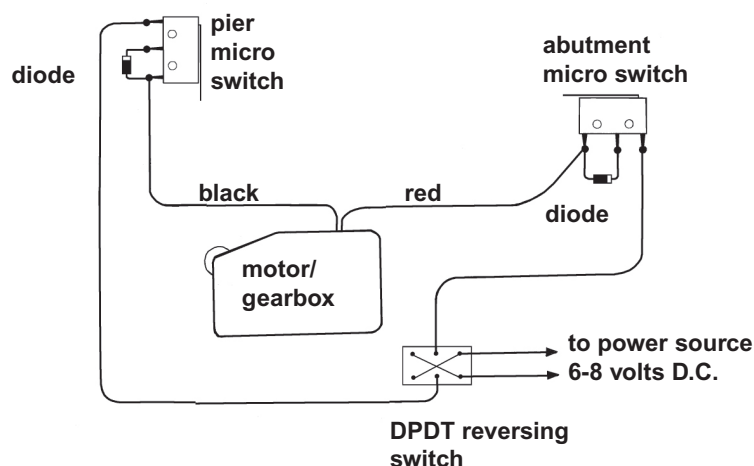 pier
micro
switch
diode
abutment
micro switch
black
red
diode
motor/
gearbox
to power source
6-8 volts D.C.
DPDT reversing
switch